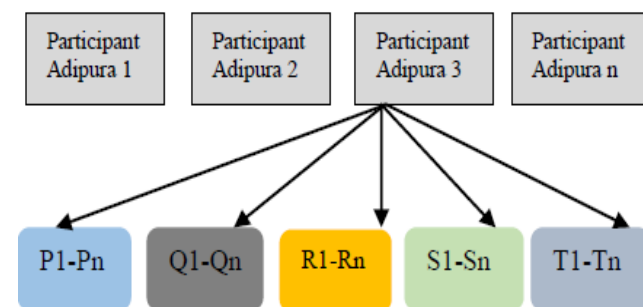 Participant
Adipura 1
Participant
Adipura 2
Participant
Adipura 3
Participant
Adipura n
P1-Pn
Q1-Qn
R1-Rn
S1-Sn
T1-Tn